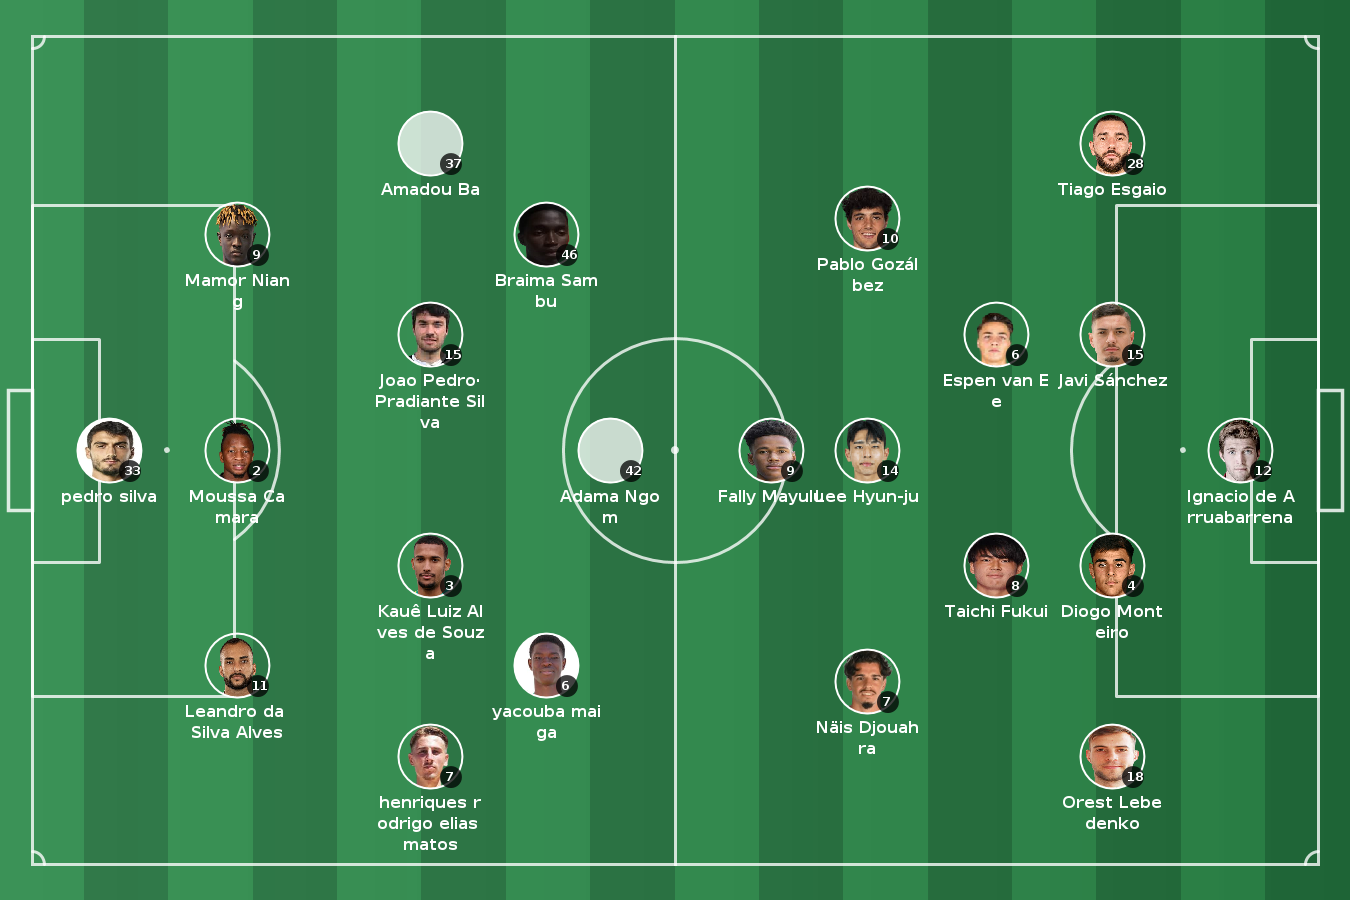 37
Amadou Ba
28
Tiago Esgaio
9
Mamor Nian
g
46
Braima Sam
bu
10
Pablo Gozál
bez
15
Joao Pedro·
Pradiante Sil
va
6
Espen van E
e
15
Javi Sánchez
33
pedro silva
2
Moussa Ca
mara
42
Adama Ngo
m
9
Fally Mayulu
14
Lee Hyun-ju
12
Ignacio de A
rruabarrena
3
Kauê Luiz Al
ves de Souz
a
8
Taichi Fukui
4
Diogo Mont
eiro
11
Leandro da
Silva Alves
6
yacouba mai
ga
7
Näis Djouah
ra
7
henriques r
odrigo elias
matos
18
Orest Lebe
denko